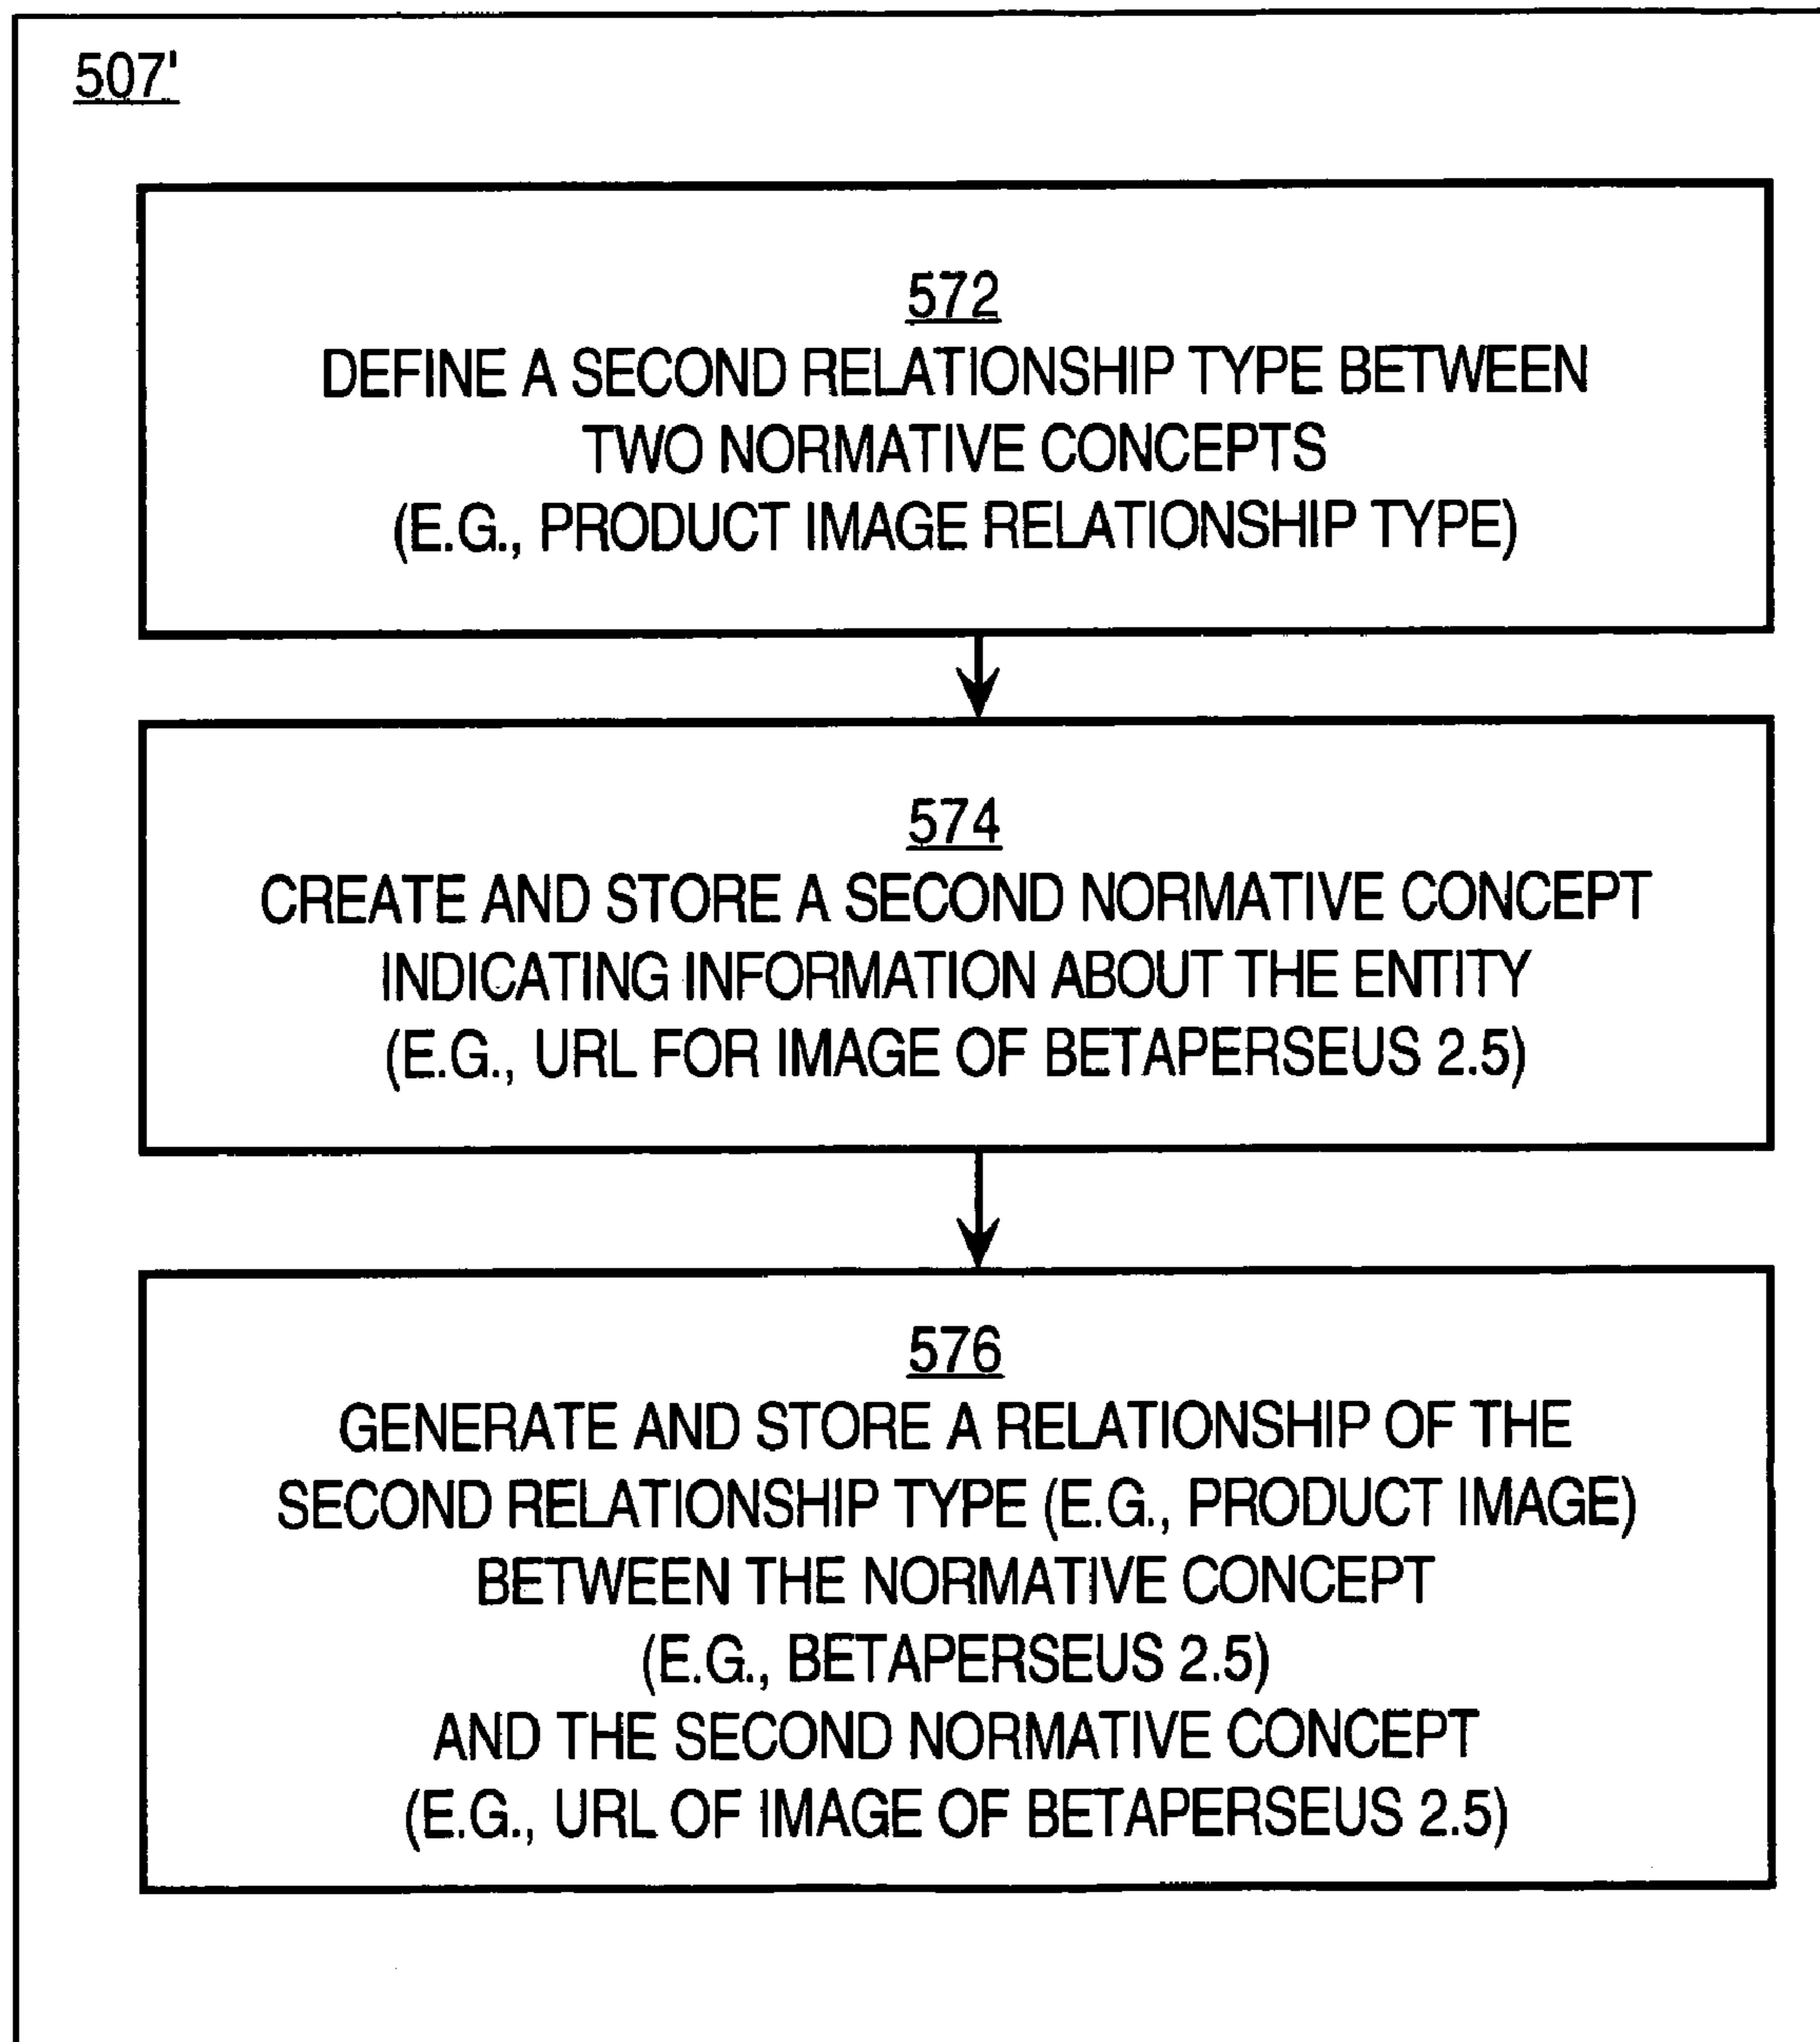 507'
572
DEFINE A SECOND RELATIONSHIP TYPE BETWEEN
TWO NORMATIVE CONCEPTS
(E.G., PRODUCT IMAGE RELATIONSHIP TYPE)
574
CREATE AND STORE A SECOND NORMATIVE CONCEPT
INDICATING INFORMATION ABOUT THE ENTITY
(E.G., URL FOR IMAGE OF BETAPERSEUS 2.5)
576
GENERATE AND STORE A RELATIONSHIP OF THE
SECOND RELATIONSHIP TYPE (E.G., PRODUCT IMAGE)
BETWEEN THE NORMATIVE CONCEPT
(E.G., BETAPERSEUS 2.5)
AND THE SECOND NORMATIVE CONCEPT
(E.G., URL OF IMAGE OF BETAPERSEUS 2.5)